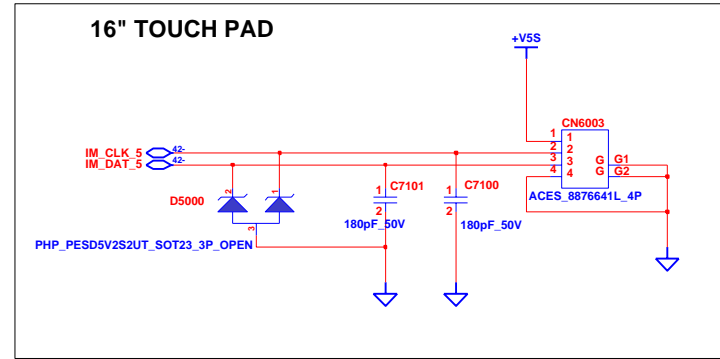 16" TOUCH PAD
+V5S
CN6003
1 1
2 2
3 3
4 4
G G1
G G2
ACES_8876641L_4P
IM_CLK_5 42-
IM_DAT_5 42-
D5000
2
1
3
PHP_PESD5V2S2UT_SOT23_3P_OPEN
1
C7101
2
180pF_50V
1
C7100
2
180pF_50V